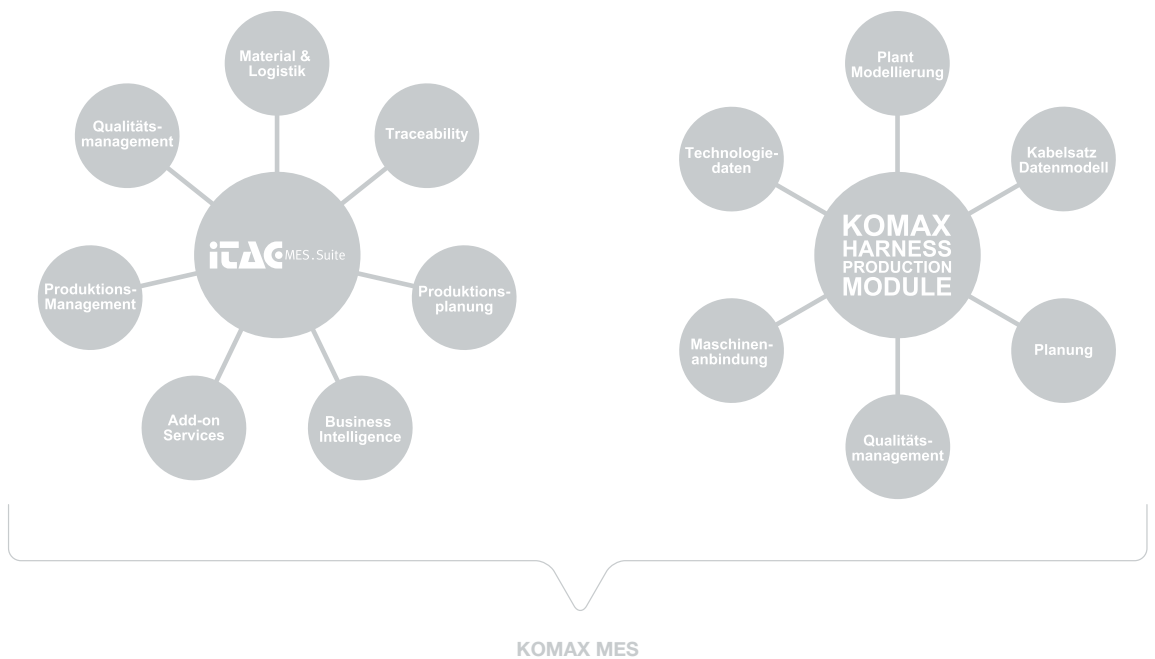 Material &
Logistik
Qualitäts-
management
Traceability
iTAC MES.Suite
Produktions-
Management
Produktions-
planung
Add-on
Services
Business
Intelligence
Plant
Modellierung
Technologie-
daten
Kabelsatz
Datenmodell
KOMAX
HARNESS
PRODUCTION
MODULE
Maschinen-
anbindung
Planung
Qualitäts-
management
KOMAX MES